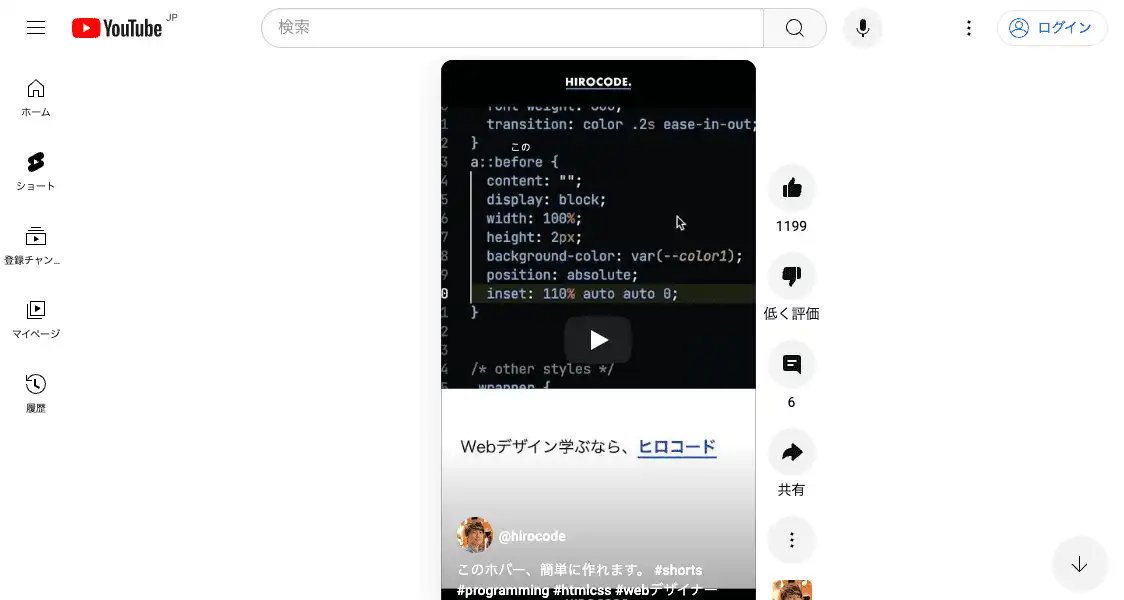 YouTube JP
検索
ログイン
ホーム
ショート
登録チャン...
マイページ
履歴
HIROCODE.
font-weight: 600;
1 transition: color .2s ease-in-out;
2 }
この
3 a::before {
4 content: "";
5 display: block;
6 width: 100%;
7 height: 2px;
8 background-color: var(--color1);
9 position: absolute;
0 inset: 110% auto auto 0;
1 }
2
3
4 /* other styles */
5 .wrapper {
Webデザイン学ぶなら、ヒロコード
@hirocode
このホバー、簡単に作れます。 #shorts
#programming #htmlcss #webデザイナー
HIROCODE.
1199
低く評価
6
共有